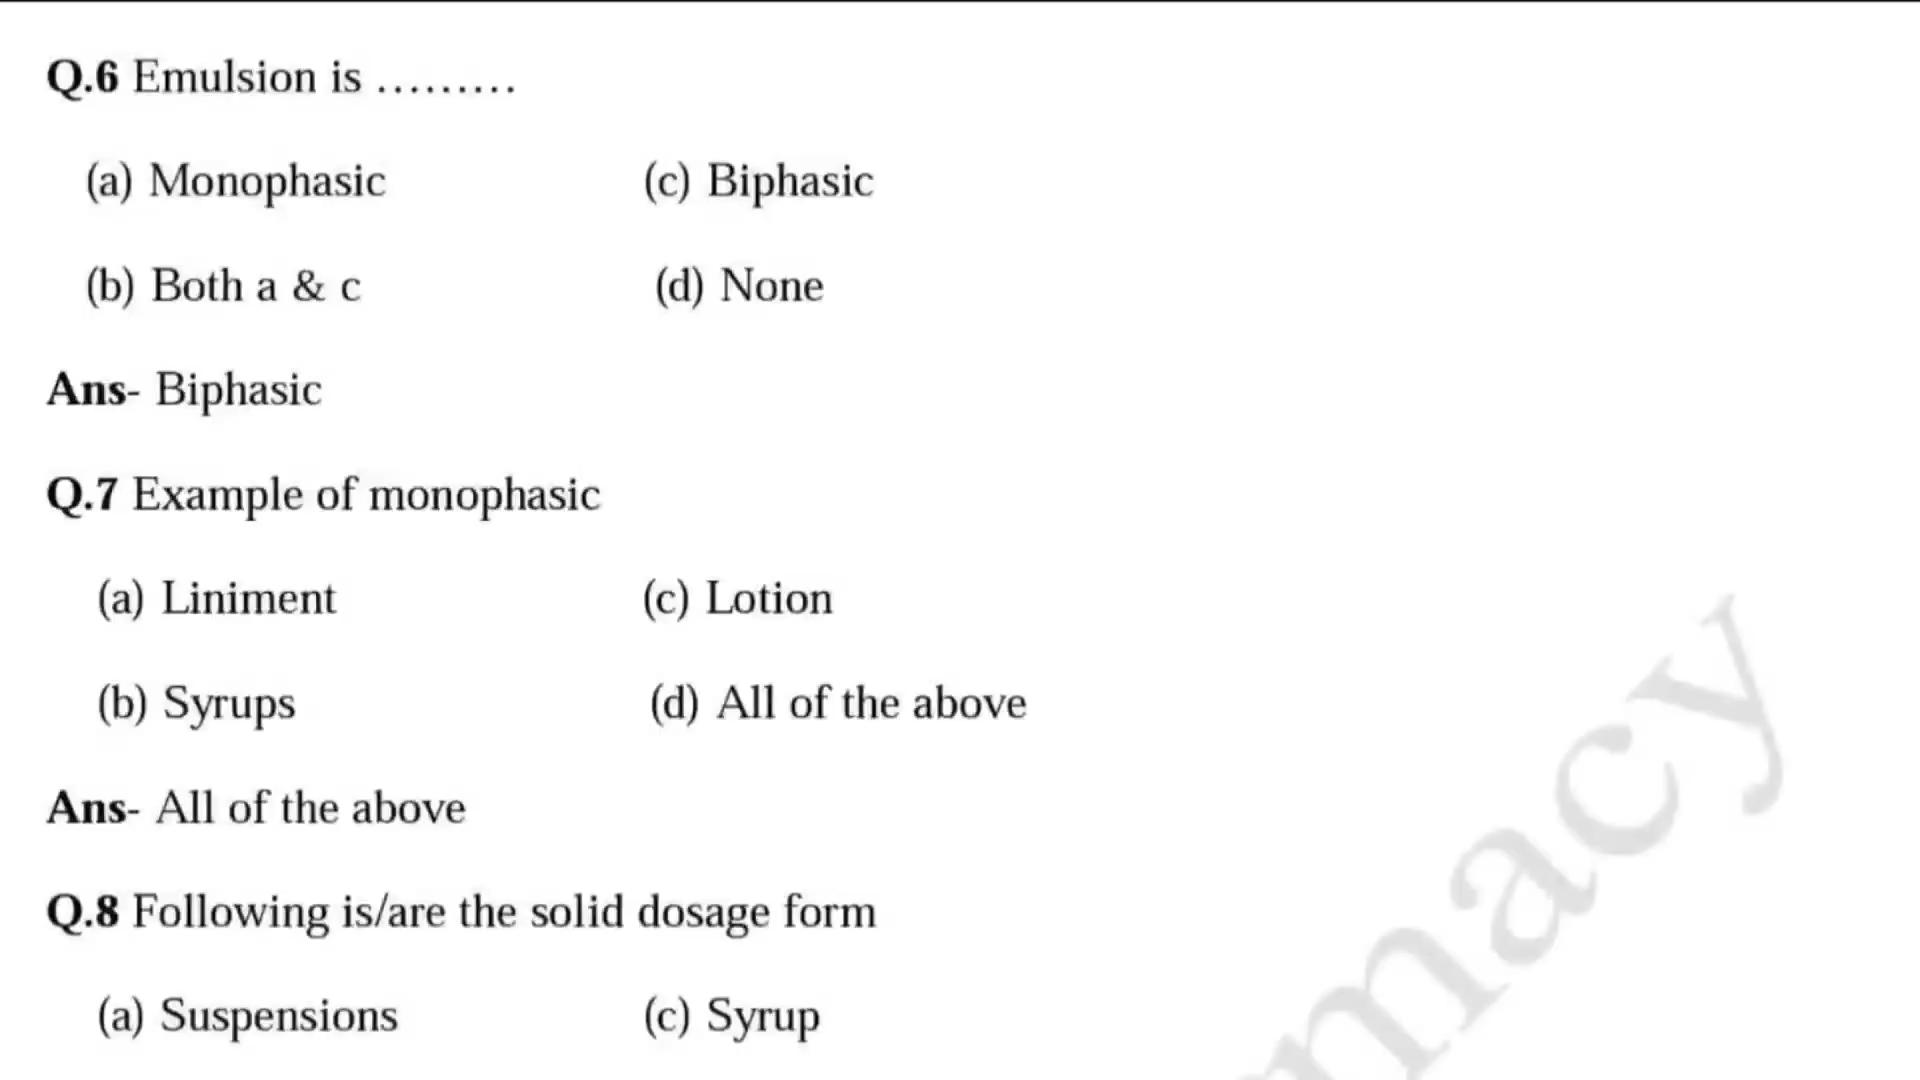 Q.6 Emulsion is .........
(a) Monophasic (c) Biphasic
(b) Both a & c (d) None
Ans- Biphasic
Q.7 Example of monophasic
(a) Liniment (c) Lotion
(b) Syrups (d) All of the above
Ans- All of the above
Q.8 Following is/are the solid dosage form
(a) Suspensions (c) Syrup
macy